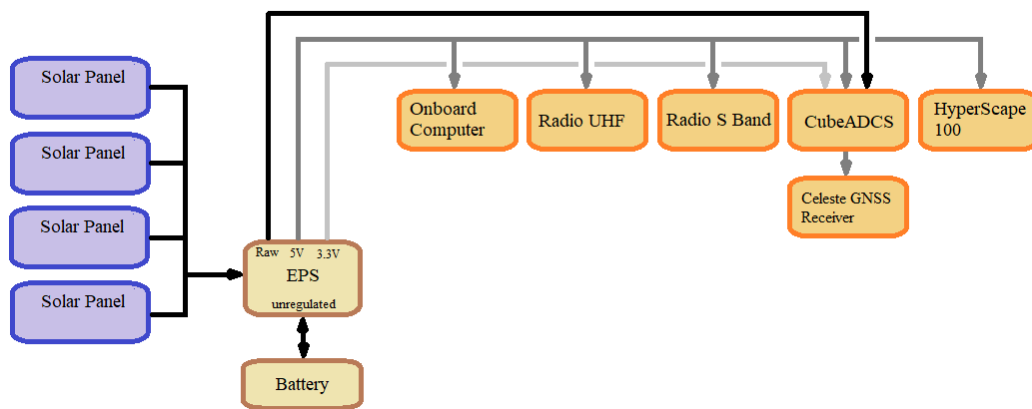 Solar Panel
Solar Panel
Solar Panel
Solar Panel
Onboard
Computer
Radio UHF
Radio S Band
CubeADCS
HyperScape
100
Celeste GNSS
Receiver
Raw 5V 3.3V
EPS
unregulated
Battery